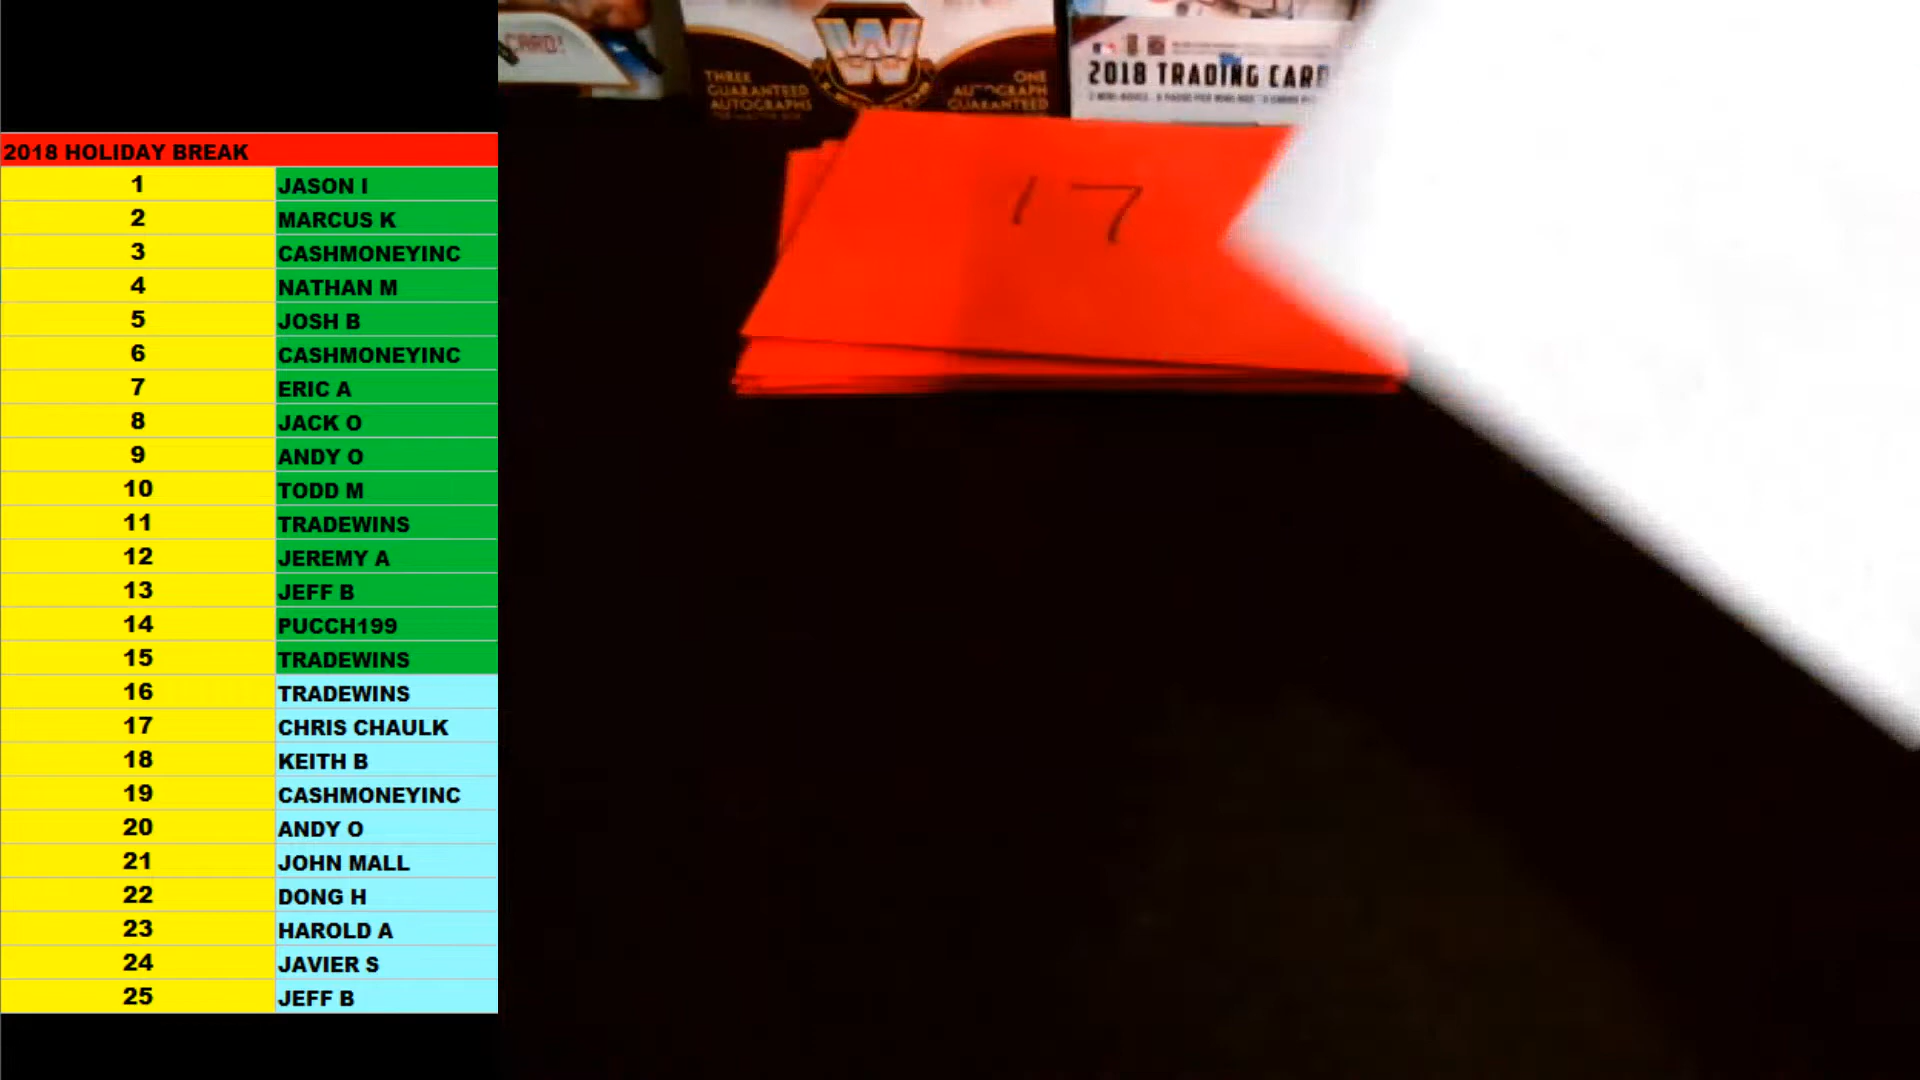 2018 HOLIDAY BREAK
1 JASON I
2 MARCUS K
3 CASHMONEYINC
4 NATHAN M
5 JOSH B
6 CASHMONEYINC
7 ERIC A
8 JACK O
9 ANDY O
10 TODD M
11 TRADEWINS
12 JEREMY A
13 JEFF B
14 PUCCH199
15 TRADEWINS
16 TRADEWINS
17 CHRIS CHAULK
18 KEITH B
19 CASHMONEYINC
20 ANDY O
21 JOHN MALL
22 DONG H
23 HAROLD A
24 JAVIER S
25 JEFF B
CARD!
THREE
GUARANTEED
AUTOGRAPHS
W
ONE
AUTOGRAPH
GUARANTEED
2018 TRADING CARD
17